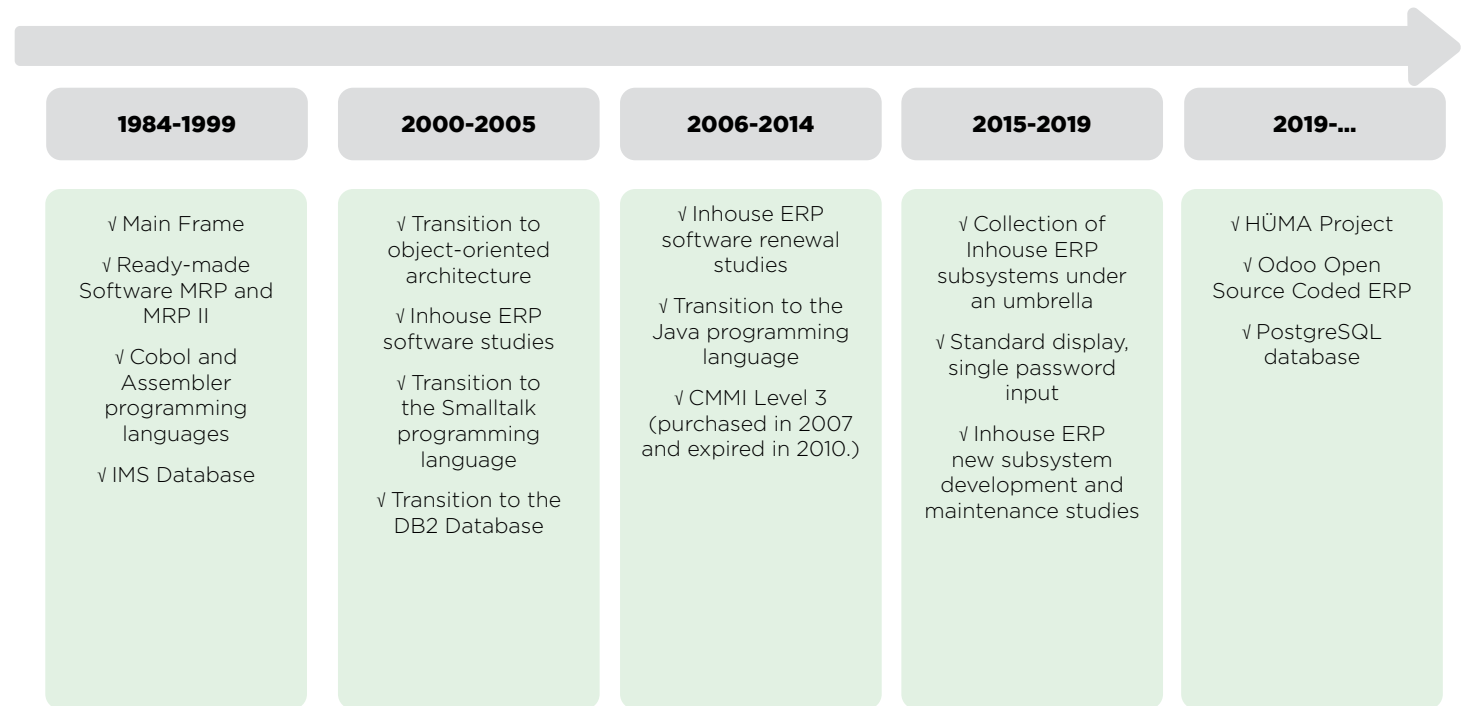 1984-1999
√ Main Frame
√ Ready-made
Software MRP and
MRP II
√ Cobol and
Assembler
programming
languages
√ IMS Database
2000-2005
√ Transition to
object-oriented
architecture
√ Inhouse ERP
software studies
√ Transition to
the Smalltalk
programming
language
√ Transition to the
DB2 Database
2006-2014
√ Inhouse ERP
software renewal
studies
√ Transition to the
Java programming
language
√ CMMI Level 3
(purchased in 2007
and expired in 2010.)
2015-2019
√ Collection of
Inhouse ERP
subsystems under
an umbrella
√ Standard display,
single password
input
√ Inhouse ERP
new subsystem
development and
maintenance studies
2019-...
√ HÜMA Project
√ Odoo Open
Source Coded ERP
√ PostgreSQL
database